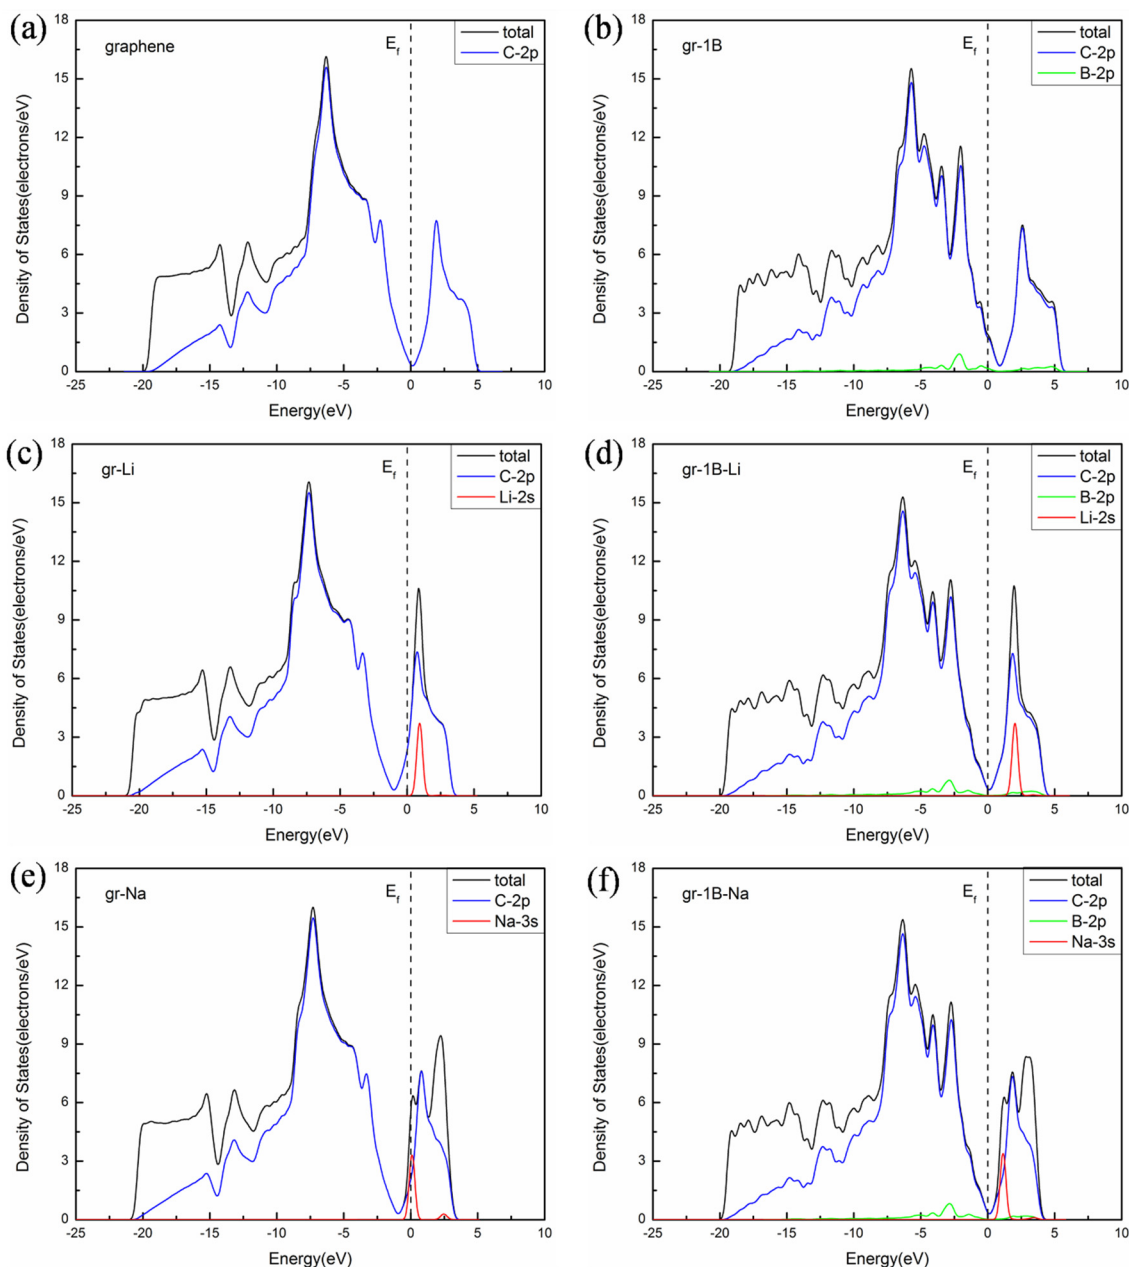 (a)
graphene
E_f
total
C-2p
Density of States(electrons/eV)
18
15
12
9
6
3
0
-25 -20 -15 -10 -5 0 5 10
Energy(eV)
(b)
gr-1B
E_f
total
C-2p
B-2p
Density of States(electrons/eV)
18
15
12
9
6
3
0
-25 -20 -15 -10 -5 0 5 10
Energy(eV)
(c)
gr-Li
E_f
total
C-2p
Li-2s
Density of States(electrons/eV)
18
15
12
9
6
3
0
-25 -20 -15 -10 -5 0 5 10
Energy(eV)
(d)
gr-1B-Li
E_f
total
C-2p
B-2p
Li-2s
Density of States(electrons/eV)
18
15
12
9
6
3
0
-25 -20 -15 -10 -5 0 5 10
Energy(eV)
(e)
gr-Na
E_f
total
C-2p
Na-3s
Density of States(electrons/eV)
18
15
12
9
6
3
0
-25 -20 -15 -10 -5 0 5 10
Energy(eV)
(f)
gr-1B-Na
E_f
total
C-2p
B-2p
Na-3s
Density of States(electrons/eV)
18
15
12
9
6
3
0
-25 -20 -15 -10 -5 0 5 10
Energy(eV)